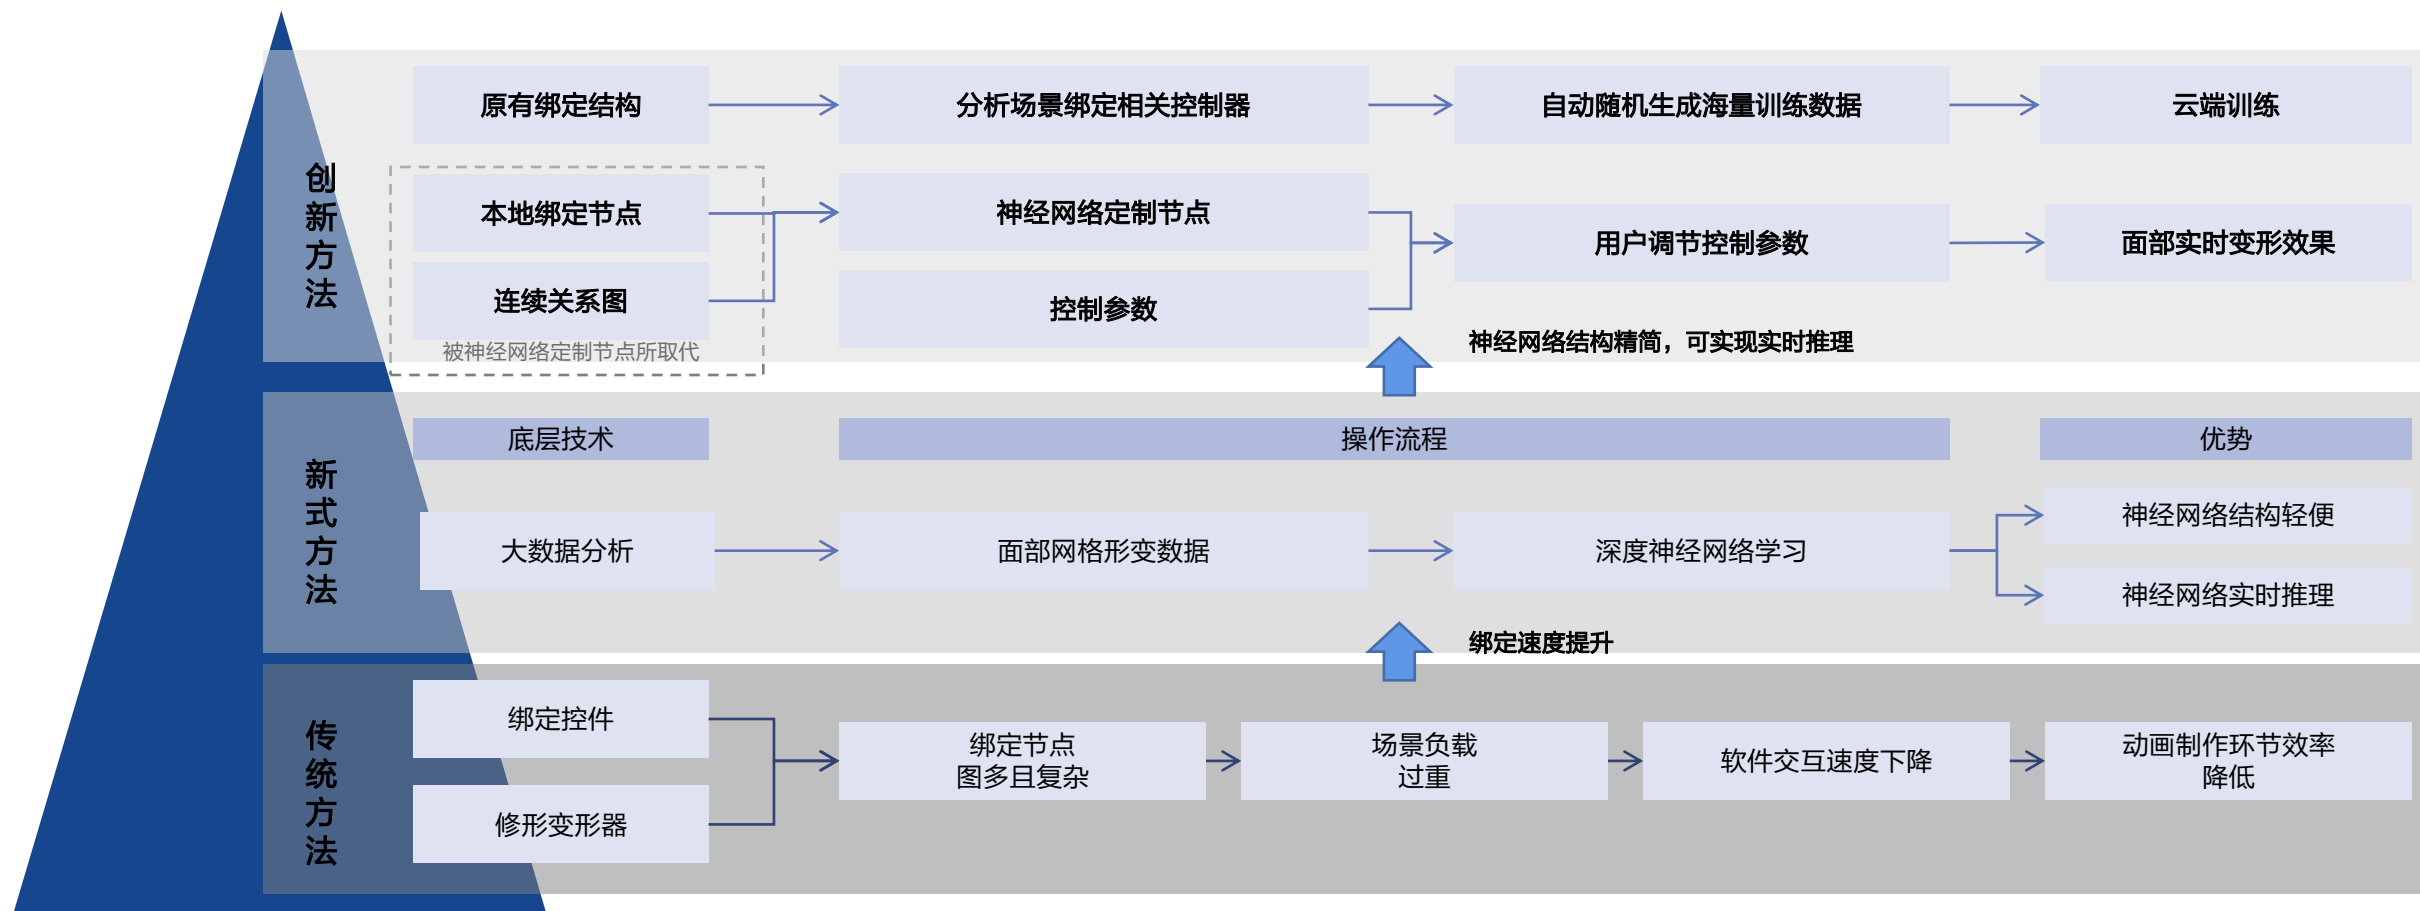 创新方法
原有绑定结构
分析场景绑定相关控制器
自动随机生成海量训练数据
云端训练
本地绑定节点
神经网络定制节点
用户调节控制参数
面部实时变形效果
连续关系图
控制参数
被神经网络定制节点所取代
神经网络结构精简，可实现实时推理
新式方法
底层技术
操作流程
优势
大数据分析
面部网格形变数据
深度神经网络学习
神经网络结构轻便
神经网络实时推理
绑定速度提升
传统方法
绑定控件
修形变形器
绑定节点
图多且复杂
场景负载
过重
软件交互速度下降
动画制作环节效率
降低